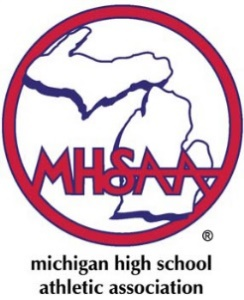 MHSAA
®
michigan high school
athletic association